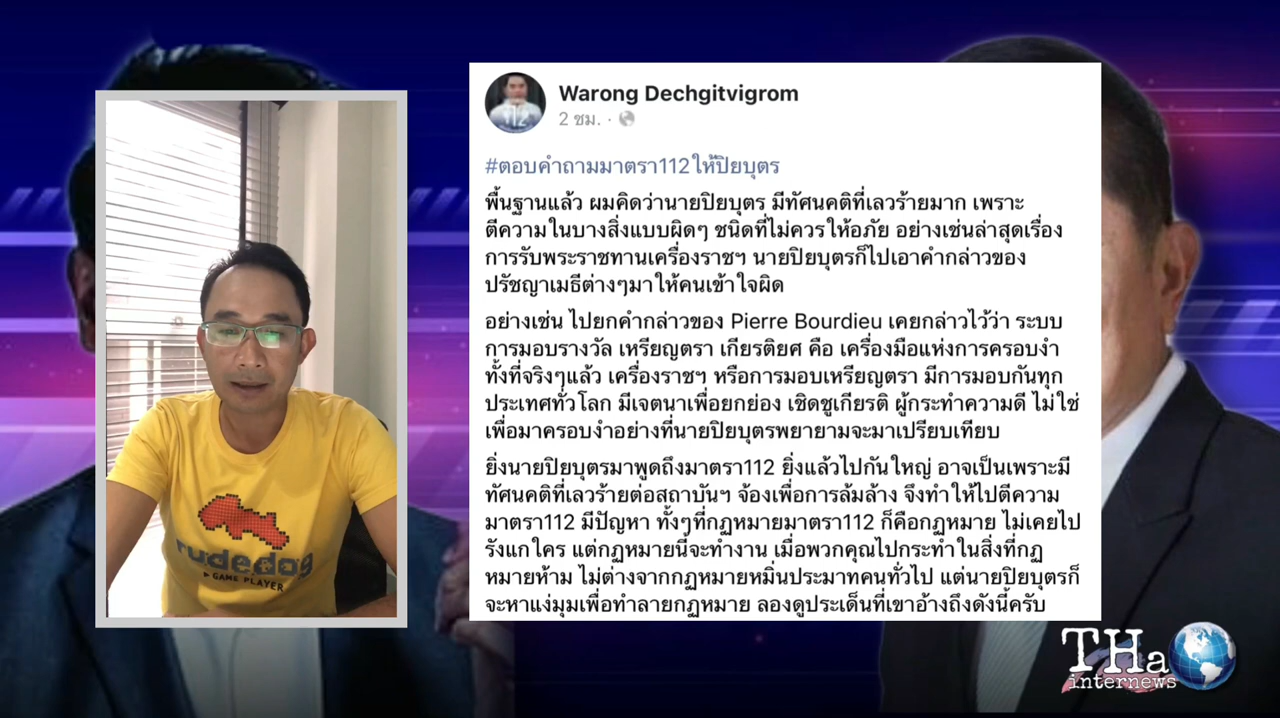 Warong Dechgitvigrom
2 ชม. ·
#ตอบคำถามมาตรา112ให้ปิยบุตร
พื้นฐานแล้ว ผมคิดว่านายปิยบุตร มีทัศนคติที่เลวร้ายมาก เพราะ
ตีความในบางสิ่งแบบผิดๆ ชนิดที่ไม่ควรให้อภัย อย่างเช่นล่าสุดเรื่อง
การรับพระราชทานเครื่องราชฯ นายปิยบุตรก็ไปเอาคำกล่าวของ
ปรัชญาเมธีต่างๆมาให้คนเข้าใจผิด
อย่างเช่น ไปยกคำกล่าวของ Pierre Bourdieu เคยกล่าวไว้ว่า ระบบ
การมอบรางวัล เหรียญตรา เกียรติยศ คือ เครื่องมือแห่งการครอบงำ
ทั้งที่จริงๆแล้ว เครื่องราชฯ หรือการมอบเหรียญตรา มีการมอบกันทุก
ประเทศทั่วโลก มีเจตนาเพื่อยกย่อง เชิดชูเกียรติ ผู้กระทำความดี ไม่ใช่
เพื่อมาครอบงำอย่างที่นายปิยบุตรพยายามจะมาเปรียบเทียบ
ยิ่งนายปิยบุตรมาพูดถึงมาตรา112 ยิ่งแล้วไปกันใหญ่ อาจเป็นเพราะมี
ทัศนคติที่เลวร้ายต่อสถาบันฯ จ้องเพื่อการล้มล้าง จึงทำให้ไปตีความ
มาตรา112 มีปัญหา ทั้งๆที่กฎหมายมาตรา112 ก็คือกฎหมาย ไม่เคยไป
รังแกใคร แต่กฎหมายนี้จะทำงาน เมื่อพวกคุณไปกระทำในสิ่งที่กฎ
หมายห้าม ไม่ต่างจากกฎหมายหมิ่นประมาทคนทั่วไป แต่นายปิยบุตรก็
จะหาแง่มุมเพื่อทำลายกฎหมาย ลองดูประเด็นที่เขาอ้างถึงดังนี้ครับ
rudedog
GAME PLAYER
THa
internews